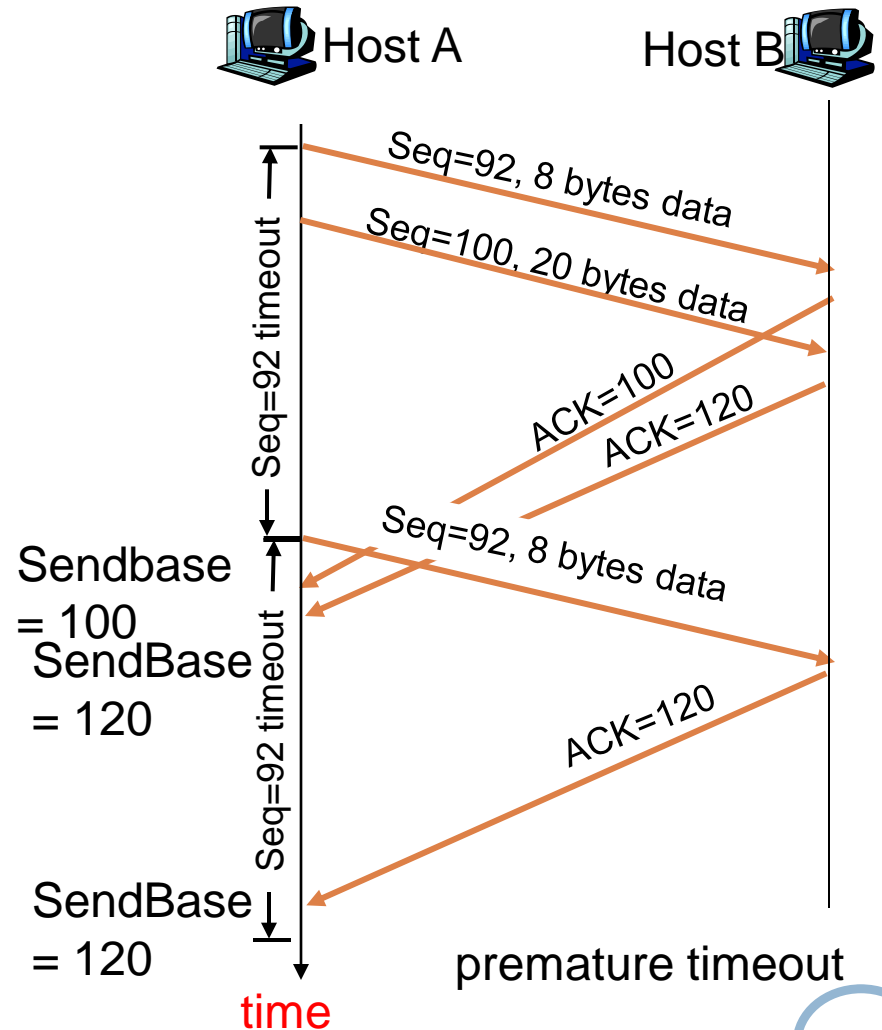 Host A
Host B
Seq=92, 8 bytes data
Seq=100, 20 bytes data
Seq=92 timeout
ACK=100
ACK=120
Seq=92, 8 bytes data
Sendbase
= 100
SendBase
= 120
Seq=92 timeout
ACK=120
SendBase
= 120
premature timeout
time